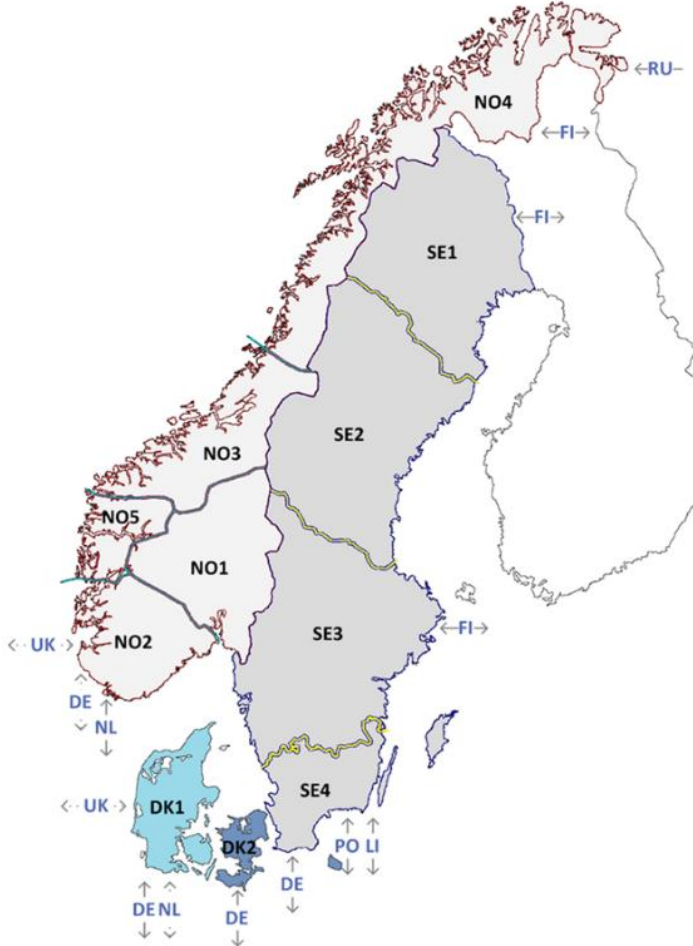 RU
NO4
FI
FI
SE1
SE2
NO3
NO5
NO1
NO2
SE3
FI
UK
DE
NL
SE4
UK
DK1
DK2
PO
LI
DE
DE
NL
DE